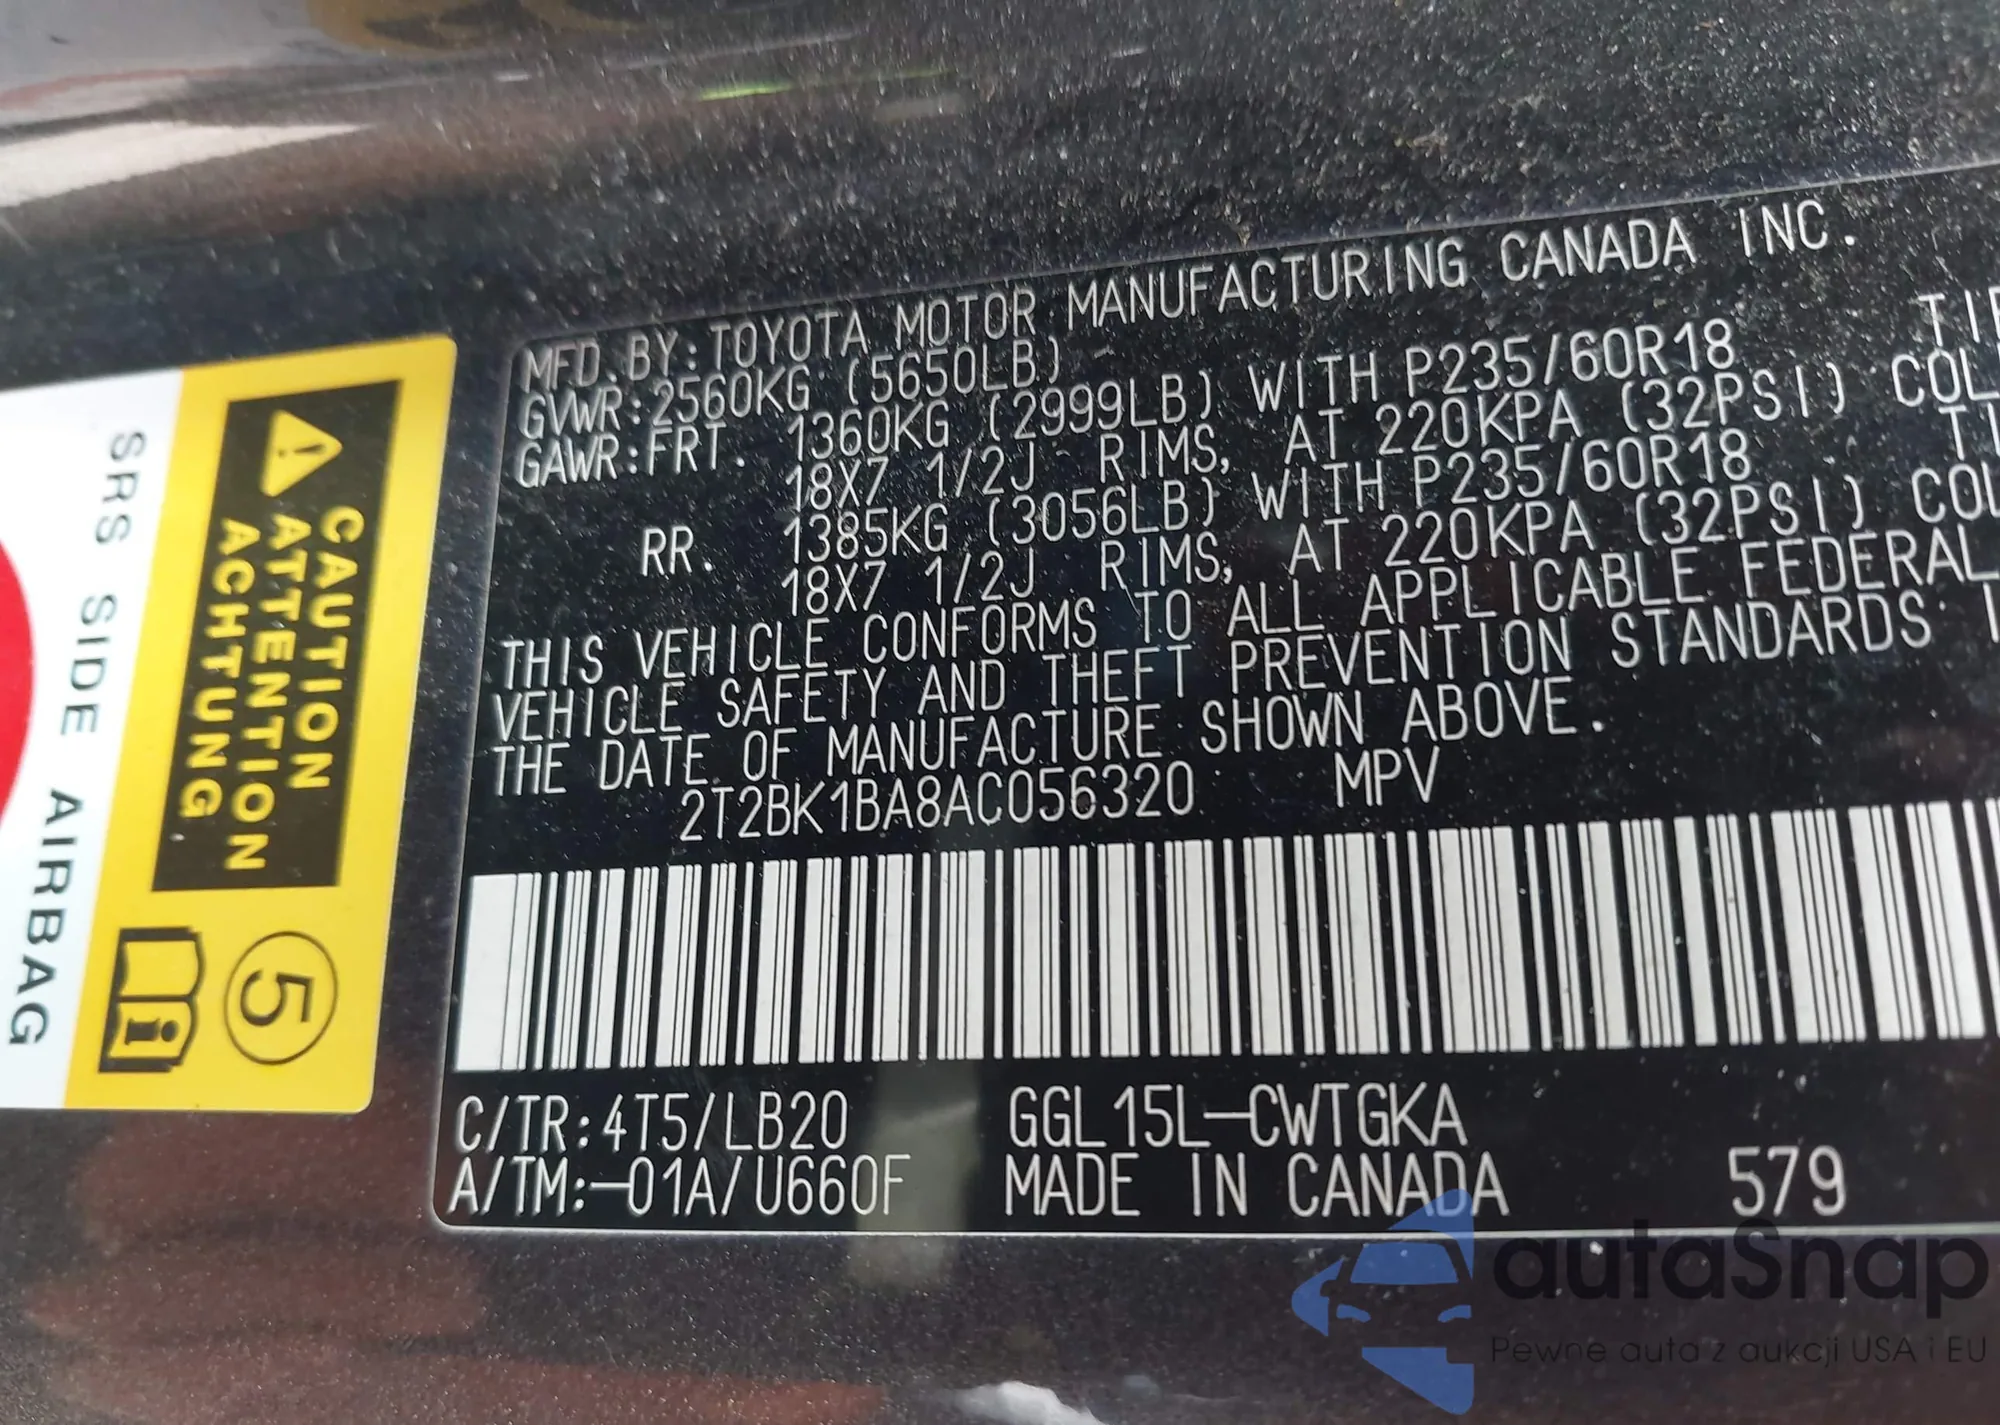 MFD.BY:TOYOTA MOTOR MANUFACTURING CANADA INC.
GVWR:2560KG (5650LB)
GAWR:FRT. 1360KG (2999LB) WITH P235/60R18
18X7 1/2J RIMS, AT 220KPA (32PSI)
RR. 1385KG (3056LB) WITH P235/60R18
18X7 1/2J RIMS, AT 220KPA (32PSI)
THIS VEHICLE CONFORMS TO ALL APPLICABLE FEDERAL
VEHICLE SAFETY AND THEFT PREVENTION STANDARDS
THE DATE OF MANUFACTURE SHOWN ABOVE.
2T2BK1BA8AC056320 MPV
C/TR:4T5/LB20 GGL15L-CWTGKA
A/TM:-01A/U660F MADE IN CANADA 579
CAUTION
ATTENTION
ACHTUNG
5
i
SRS SIDE AIRBAG
autaSnap
Pewne auta z aukcji USA i EU